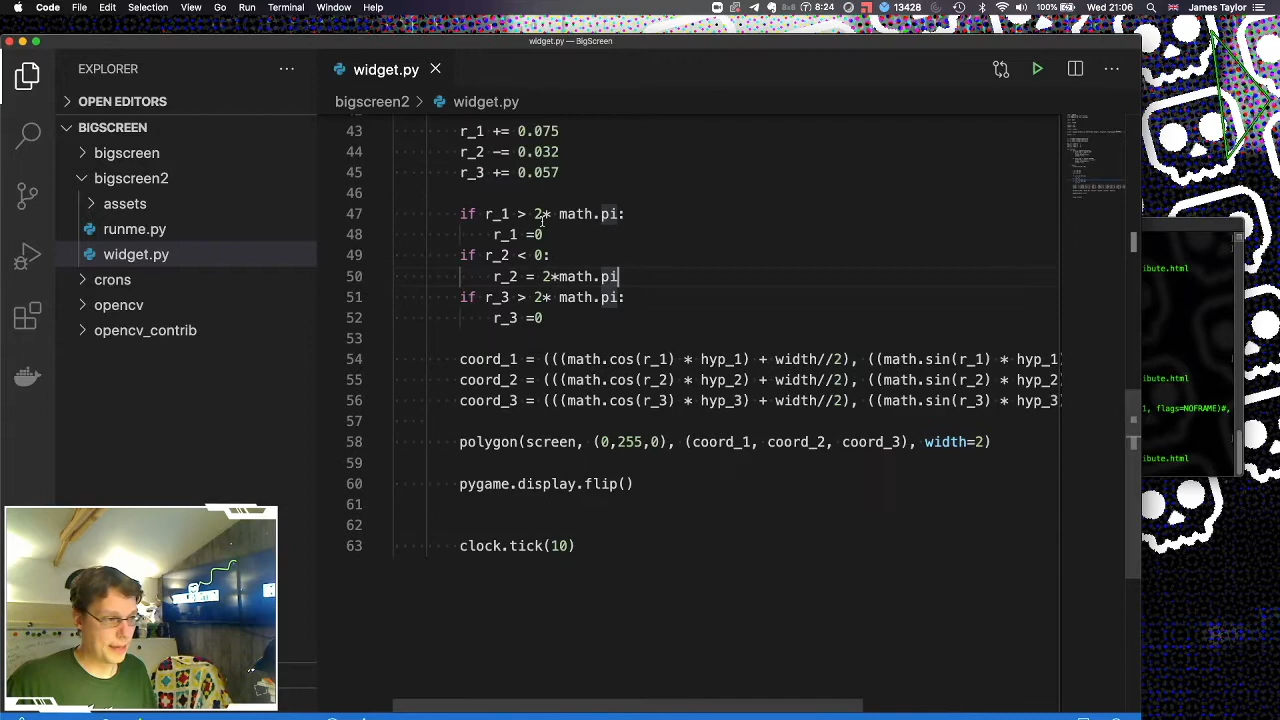 Code File Edit Selection View Go Run Terminal Window Help 8:24 13428 100% Wed 21:06 James Taylor
widget.py — BigScreen
EXPLORER
OPEN EDITORS
BIGSCREEN
bigscreen
bigscreen2
assets
runme.py
widget.py
crons
opencv
opencv_contrib
widget.py
bigscreen2 > widget.py
43 r_1 += 0.075
44 r_2 -= 0.032
45 r_3 += 0.057
46
47 if r_1 > 2* math.pi:
48 r_1 =0
49 if r_2 < 0:
50 r_2 = 2*math.pi
51 if r_3 > 2* math.pi:
52 r_3 =0
53
54 coord_1 = (((math.cos(r_1) * hyp_1) + width//2), ((math.sin(r_1) * hyp_1)
55 coord_2 = (((math.cos(r_2) * hyp_2) + width//2), ((math.sin(r_2) * hyp_2)
56 coord_3 = (((math.cos(r_3) * hyp_3) + width//2), ((math.sin(r_3) * hyp_3)
57
58 polygon(screen, (0,255,0), (coord_1, coord_2, coord_3), width=2)
59
60 pygame.display.flip()
61
62
63 clock.tick(10)
ibute.html
ibute.html
1, flags=NOFRAME)#,
ibute.html